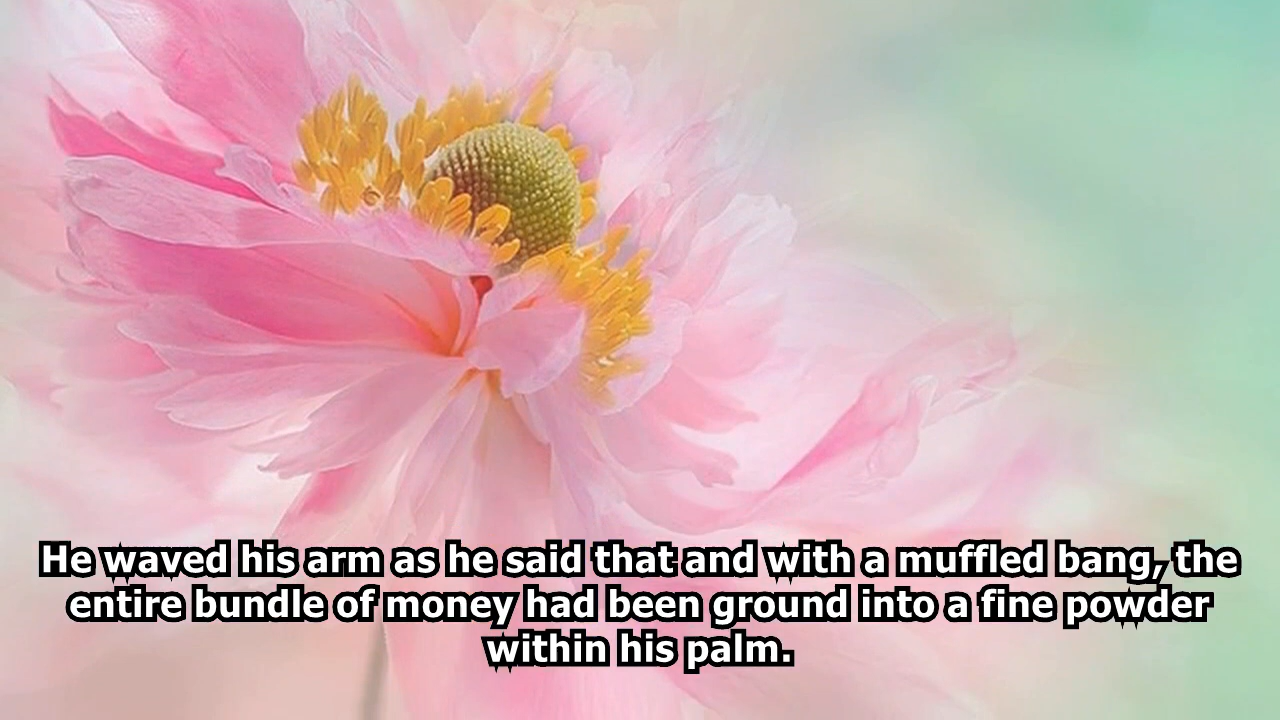 He waved his arm as he said that and with a muffled bang, the
entire bundle of money had been ground into a fine powder
within his palm.